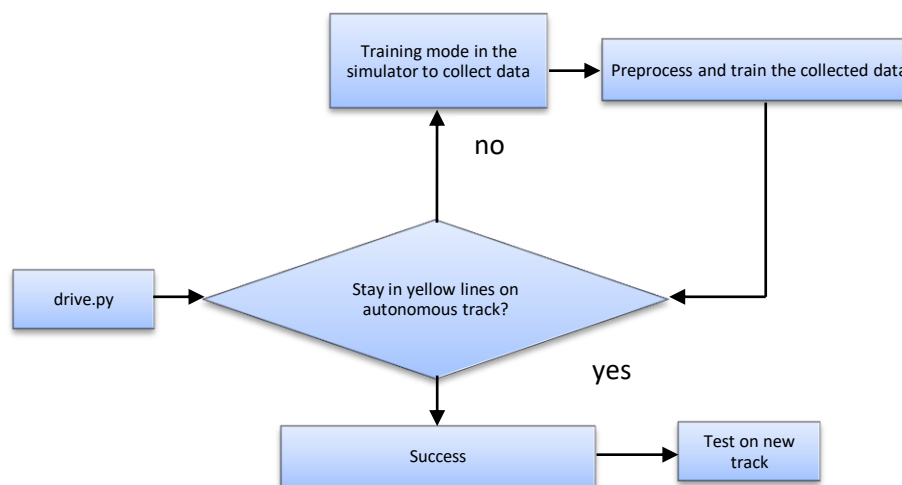 Training mode in the
simulator to collect data
Preprocess and train the collected data
no
drive.py
Stay in yellow lines on
autonomous track?
yes
Success
Test on new
track